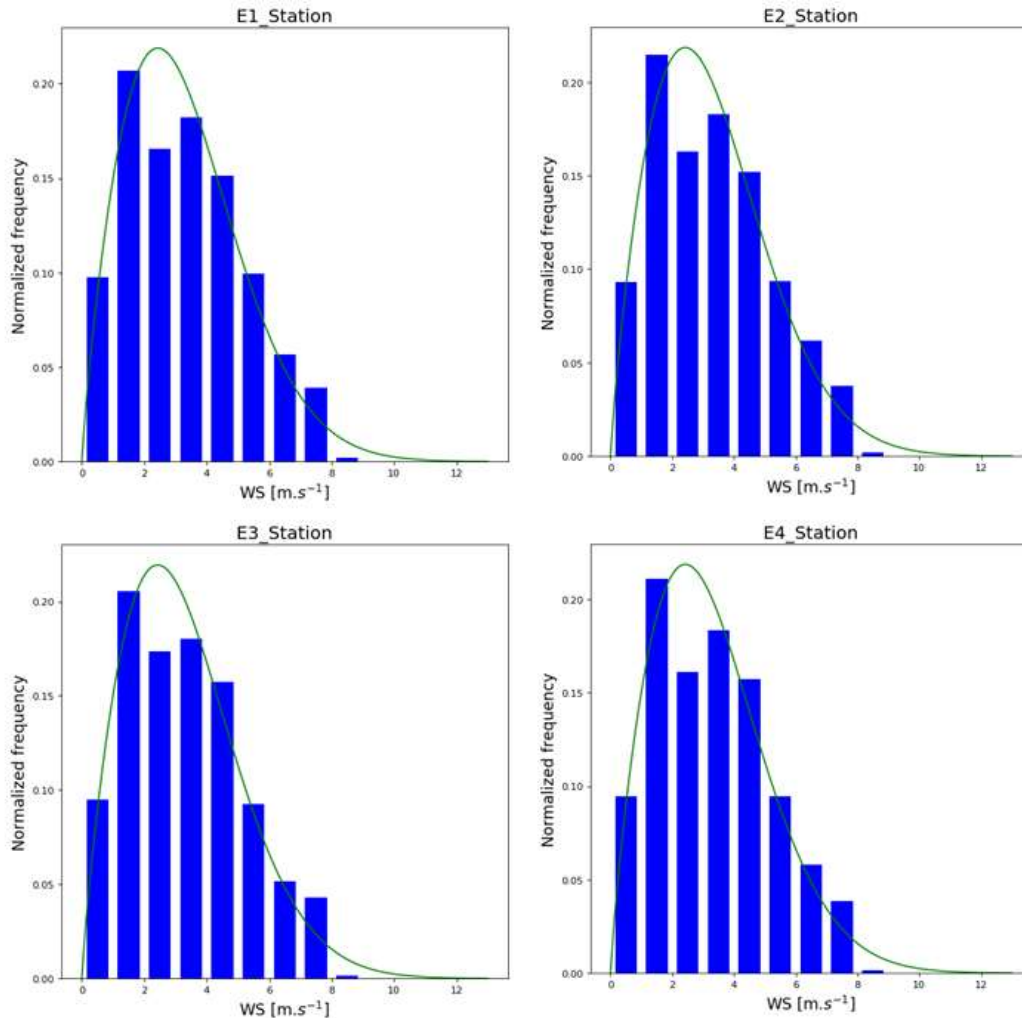 E1_Station
Normalized frequency
0.20
0.15
0.10
0.05
0.00
0 2 4 6 8 10 12
WS [m.s⁻¹]
E2_Station
Normalized frequency
0.20
0.15
0.10
0.05
0.00
0 2 4 6 8 10 12
WS [m.s⁻¹]
E3_Station
Normalized frequency
0.20
0.15
0.10
0.05
0.00
0 2 4 6 8 10 12
WS [m.s⁻¹]
E4_Station
Normalized frequency
0.20
0.15
0.10
0.05
0.00
0 2 4 6 8 10 12
WS [m.s⁻¹]